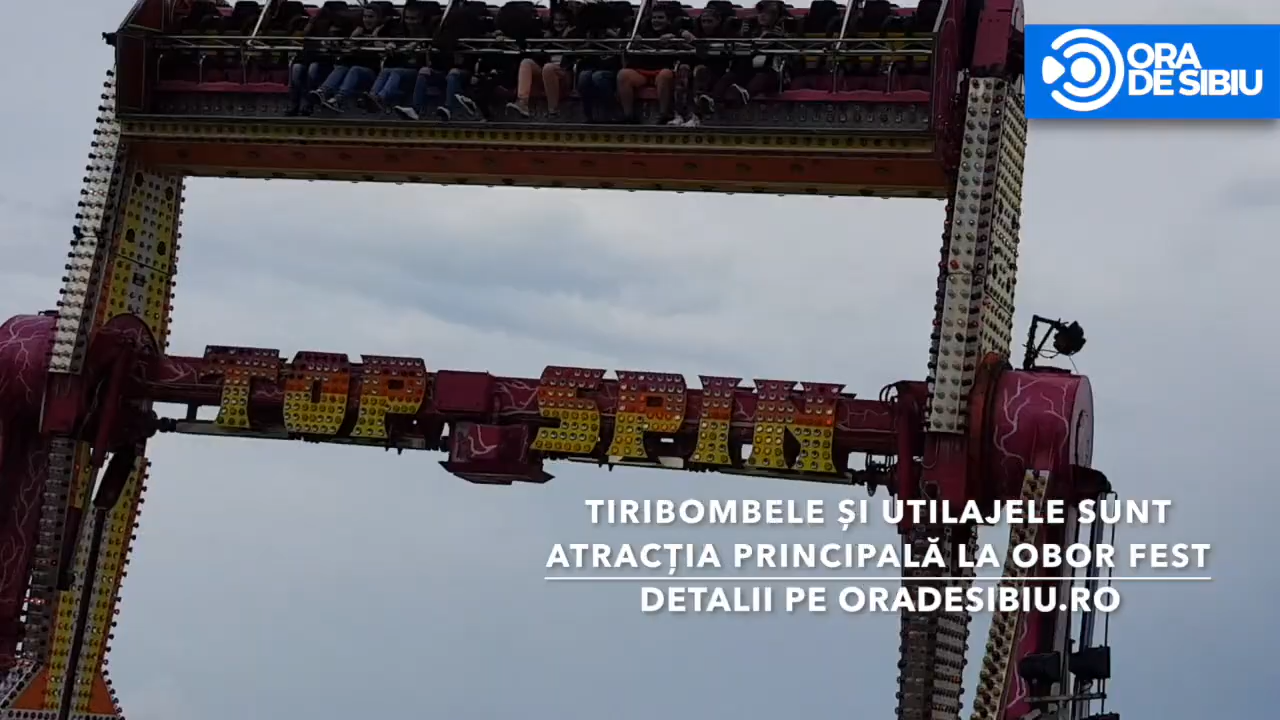 ORA
DE SIBIU
TOP SPIN
TIRIBOMBELE ȘI UTILAJELE SUNT
ATRACȚIA PRINCIPALĂ LA OBOR FEST
DETALII PE ORADESIBIU.RO